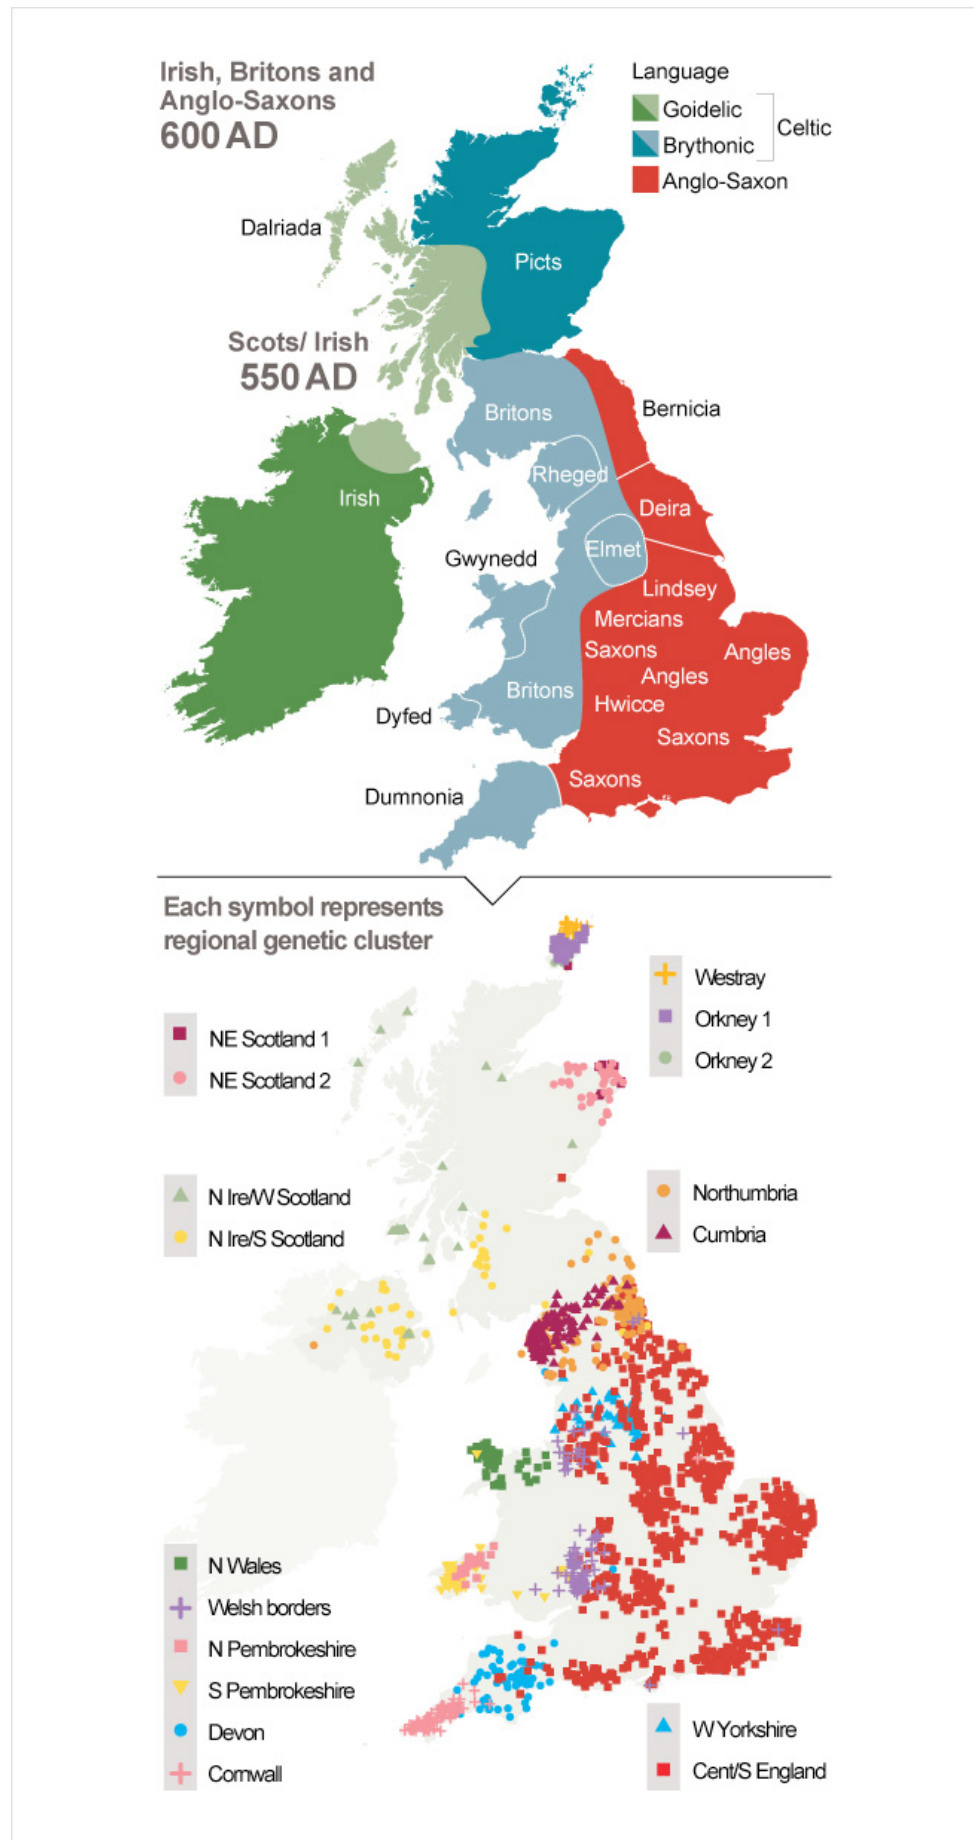 Irish, Britons and
Anglo-Saxons
600 AD
Language
Goidelic
Brythonic
Celtic
Anglo-Saxon
Dalriada
Picts
Scots/ Irish
550 AD
Britons
Bernicia
Rheged
Irish
Deira
Elmet
Gwynedd
Lindsey
Mercians
Saxons
Angles
Angles
Britons
Hwicce
Dyfed
Saxons
Saxons
Dumnonia
Each symbol represents
regional genetic cluster
Westray
Orkney 1
Orkney 2
NE Scotland 1
NE Scotland 2
N Ire/W Scotland
N Ire/S Scotland
Northumbria
Cumbria
N Wales
Welsh borders
N Pembrokeshire
S Pembrokeshire
Devon
Cornwall
W Yorkshire
Cent/S England